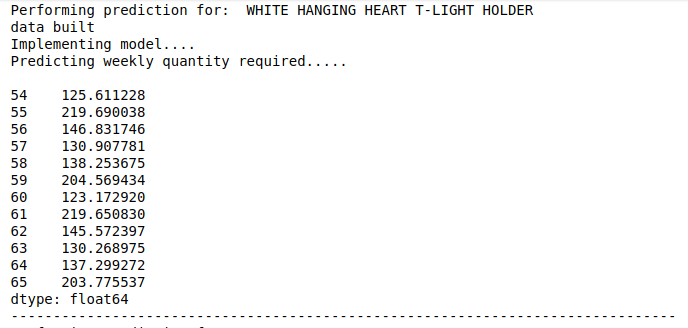 Performing prediction for:  WHITE HANGING HEART T-LIGHT HOLDER
data built
Implementing model....
Predicting weekly quantity required.....

54    125.611228
55    219.690038
56    146.831746
57    130.907781
58    138.253675
59    204.569434
60    123.172920
61    219.650830
62    145.572397
63    130.268975
64    137.299272
65    203.775537
dtype: float64
-------------------------------------------------------------------------------